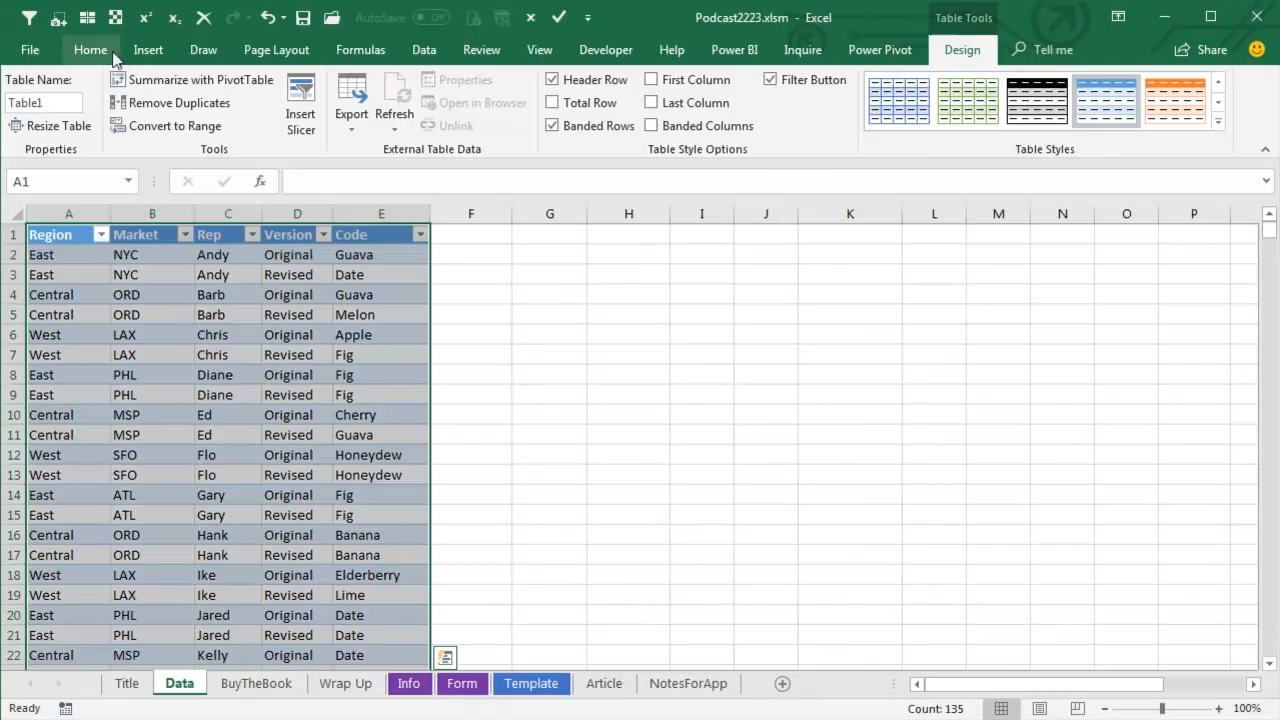 x² x₂ AutoSave Off Podcast2223.xlsm - Excel Table Tools
File Home Insert Draw Page Layout Formulas Data Review View Developer Help Power BI Inquire Power Pivot Design Tell me Share
Table Name: Summarize with PivotTable Properties Header Row First Column Filter Button
Table1 Remove Duplicates Insert Slicer Export Refresh Open in Browser Total Row Last Column
Resize Table Convert to Range Unlink Banded Rows Banded Columns
Properties Tools External Table Data Table Style Options Table Styles
A1 fx
A B C D E F G H I J K L M N O P
1 Region Market Rep Version Code
2 East NYC Andy Original Guava
3 East NYC Andy Revised Date
4 Central ORD Barb Original Guava
5 Central ORD Barb Revised Melon
6 West LAX Chris Original Apple
7 West LAX Chris Revised Fig
8 East PHL Diane Original Fig
9 East PHL Diane Revised Fig
10 Central MSP Ed Original Cherry
11 Central MSP Ed Revised Guava
12 West SFO Flo Original Honeydew
13 West SFO Flo Revised Honeydew
14 East ATL Gary Original Fig
15 East ATL Gary Revised Fig
16 Central ORD Hank Original Banana
17 Central ORD Hank Revised Banana
18 West LAX Ike Original Elderberry
19 West LAX Ike Revised Lime
20 East PHL Jared Original Date
21 East PHL Jared Revised Date
22 Central MSP Kelly Original Date
Title Data BuyTheBook Wrap Up Info Form Template Article NotesForApp
Ready Count: 135 100%